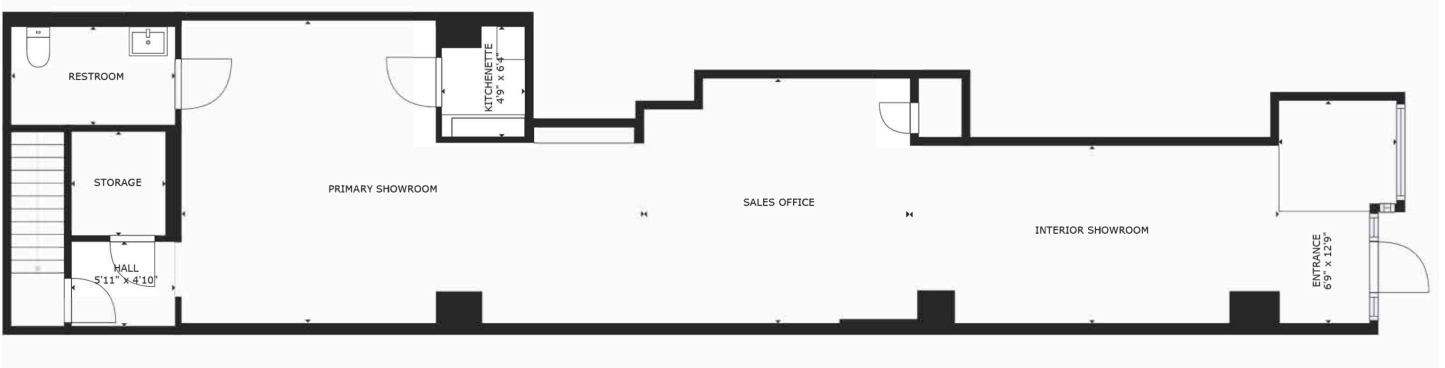 RESTROOM
KITCHENETTE
4'9" x 6'4"
STORAGE
PRIMARY SHOWROOM
SALES OFFICE
INTERIOR SHOWROOM
ENTRANCE
6'9" x 12'9"
HALL
5'11" x 4'10"